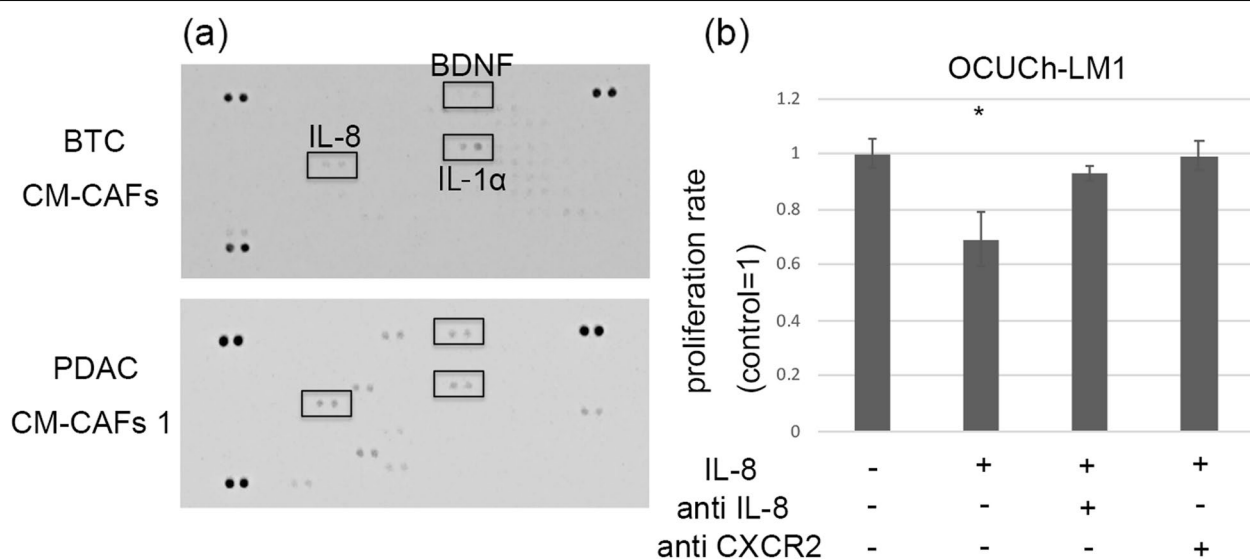 (a)
BTC
CM-CAFs
BDNF
IL-8
IL-1α
PDAC
CM-CAFs 1
(b)
OCUCh-LM1
proliferation rate
(control=1)
1.2
1
0.8
0.6
0.4
0.2
0
*
IL-8 - + + +
anti IL-8 - - + -
anti CXCR2 - - - +